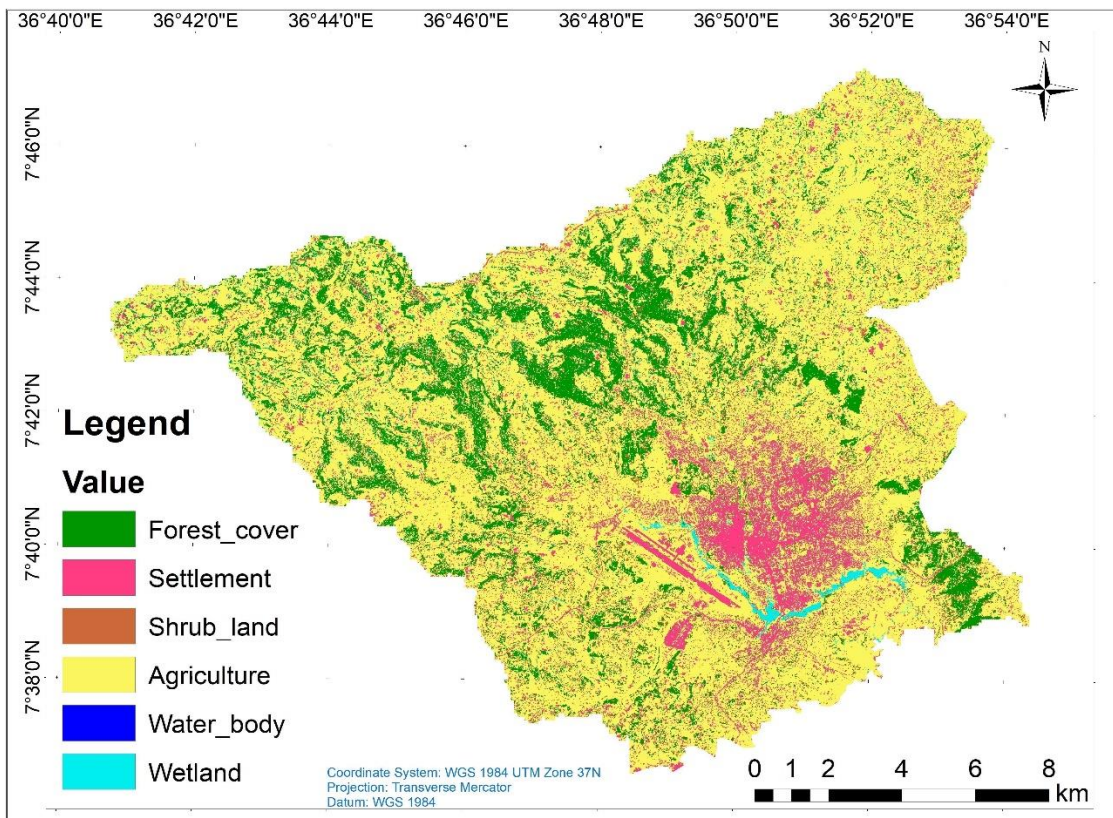 36°40'0"E 36°42'0"E 36°44'0"E 36°46'0"E 36°48'0"E 36°50'0"E 36°52'0"E 36°54'0"E
N
7°46'0"N
7°44'0"N
7°42'0"N
7°40'0"N
7°38'0"N
Legend
Value
Forest_cover
Settlement
Shrub_land
Agriculture
Water_body
Wetland
Coordinate System: WGS 1984 UTM Zone 37N
Projection: Transverse Mercator
Datum: WGS 1984
0 1 2 4 6 8
km